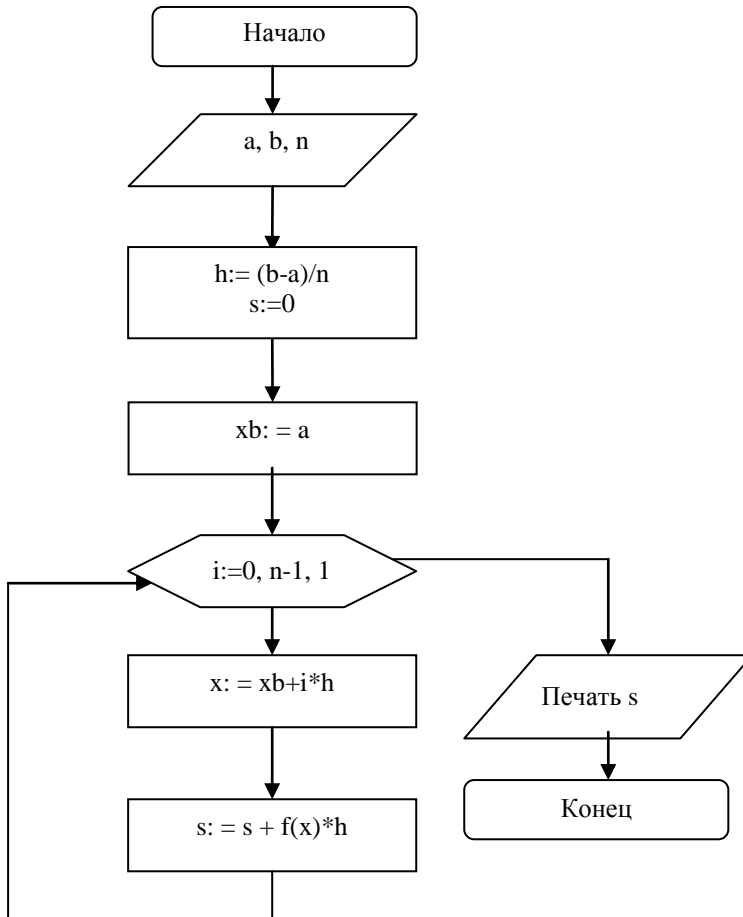 Начало
a, b, n
h:= (b-a)/n
s:=0
xb: = a
i:=0, n-1, 1
x: = xb+i*h
Печать s
s: = s + f(x)*h
Конец